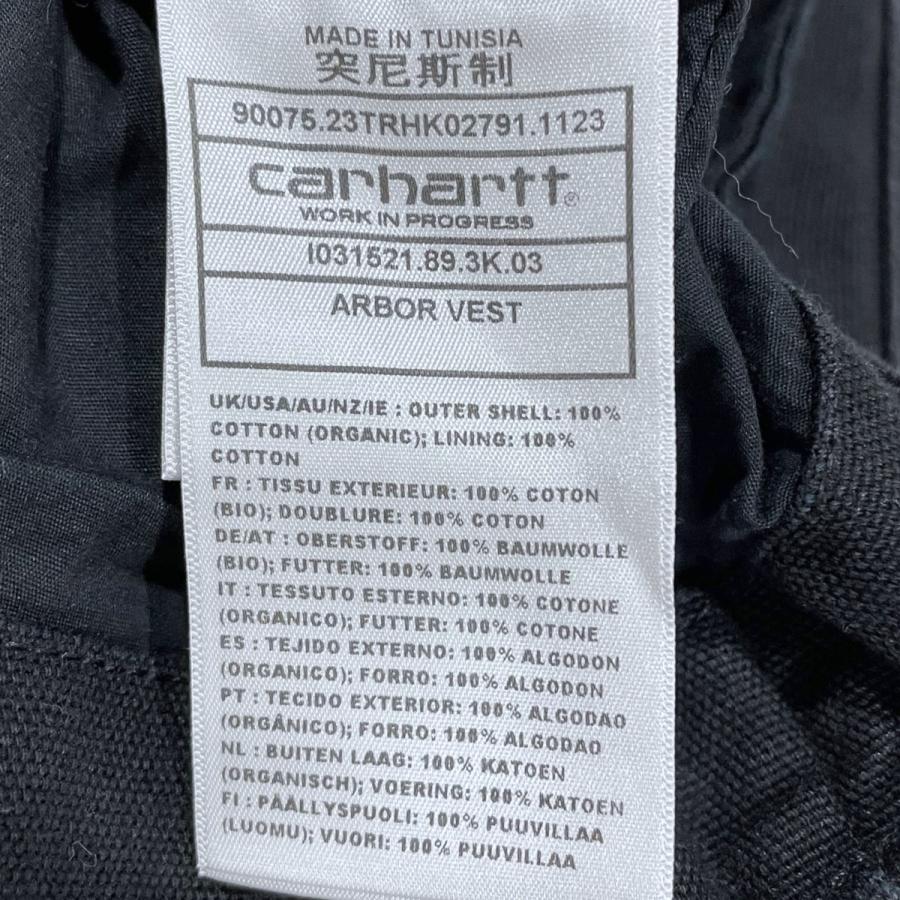 MADE IN TUNISIA
突尼斯制
90075.23TRHK02791.1123
carhartt®
WORK IN PROGRESS
I031521.89.3K.03
ARBOR VEST
UK/USA/AU/NZ/IE : OUTER SHELL: 100%
COTTON (ORGANIC); LINING: 100%
COTTON
FR : TISSU EXTERIEUR: 100% COTON
(BIO); DOUBLURE: 100% COTON
DE/AT : OBERSTOFF: 100% BAUMWOLLE
(BIO); FUTTER: 100% BAUMWOLLE
IT : TESSUTO ESTERNO: 100% COTONE
(ORGANICO); FUTTER: 100% COTONE
ES : TEJIDO EXTERNO: 100% ALGODON
(ORGANICO); FORRO: 100% ALGODON
PT : TECIDO EXTERIOR: 100% ALGODAO
(ORGÂNICO); FORRO: 100% ALGODAO
NL : BUITEN LAAG: 100% KATOEN
(ORGANISCH); VOERING: 100% KATOEN
FI : PÄÄLLYSPUOLI: 100% PUUVILLAA
(LUOMU); VUORI: 100% PUUVILLAA